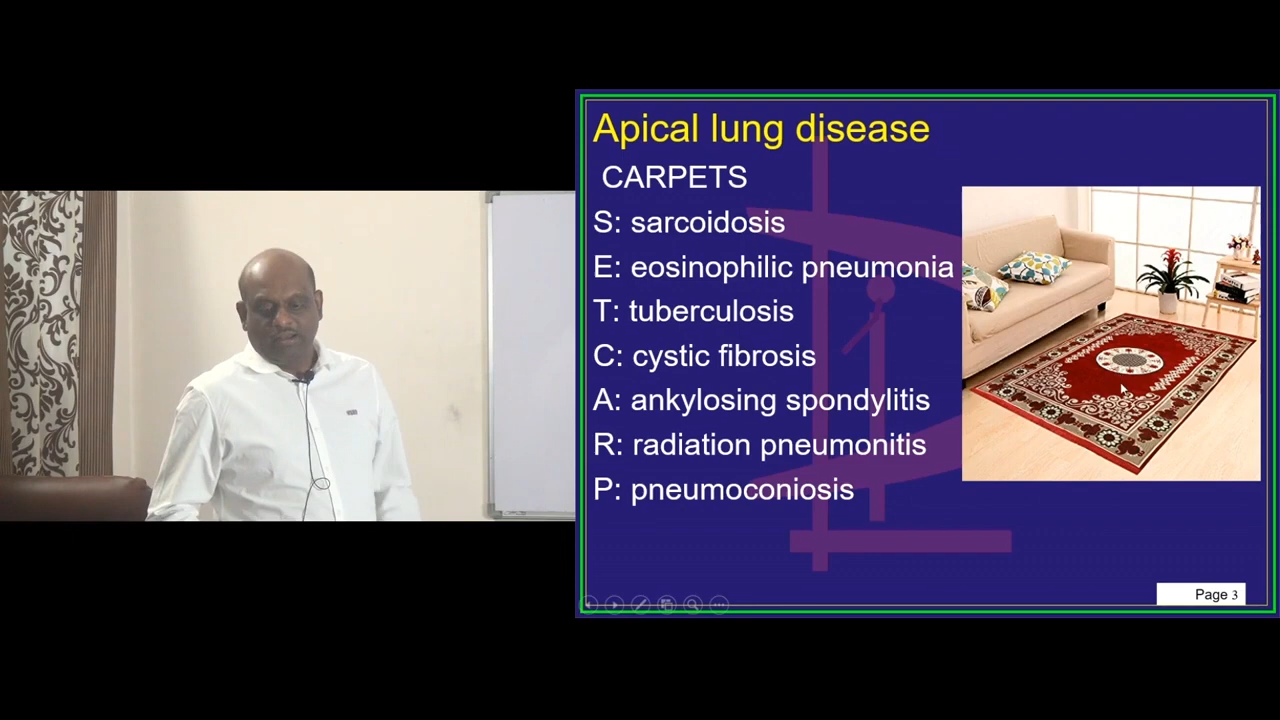 Apical lung disease
CARPETS
S: sarcoidosis
E: eosinophilic pneumonia
T: tuberculosis
C: cystic fibrosis
A: ankylosing spondylitis
R: radiation pneumonitis
P: pneumoconiosis
Page 3